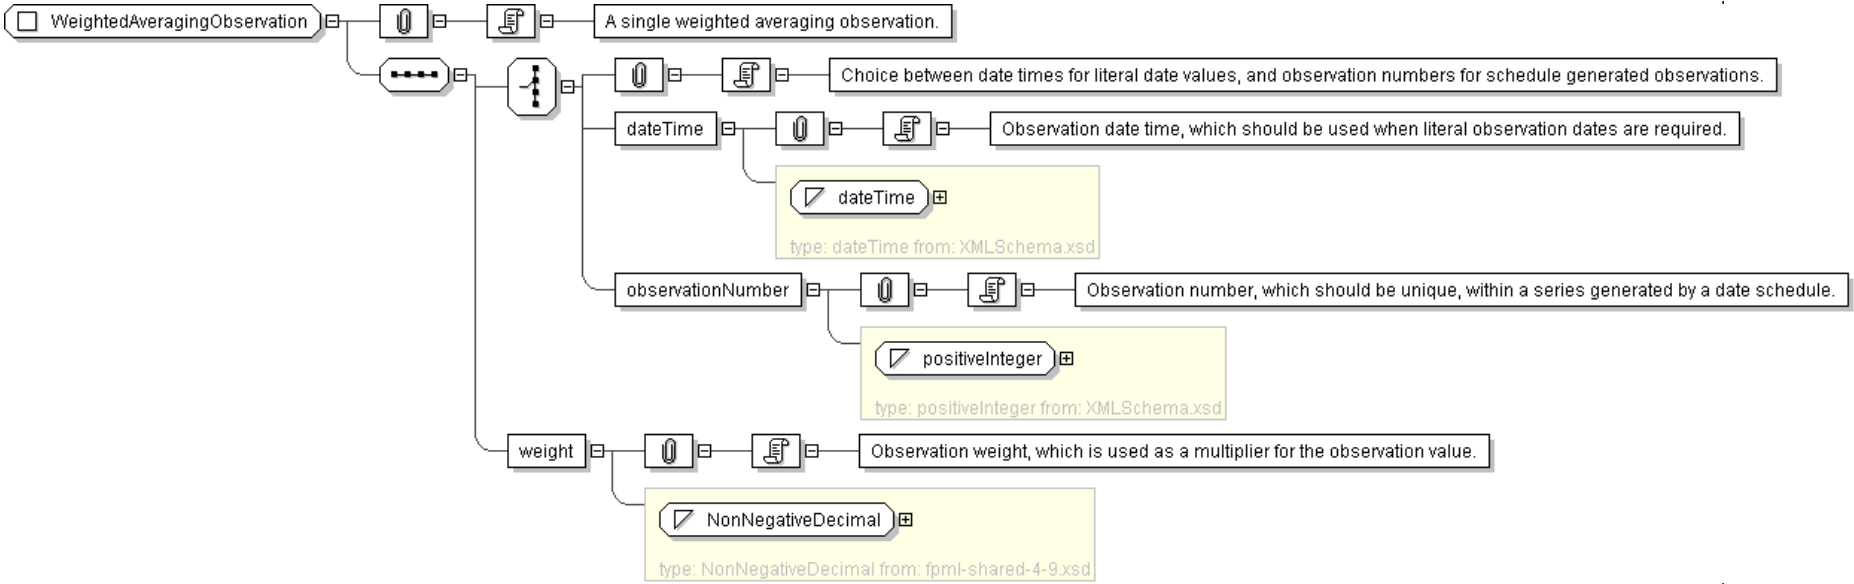 WeightedAveragingObservation
A single weighted averaging observation.
Choice between date times for literal date values, and observation numbers for schedule generated observations.
dateTime
Observation date time, which should be used when literal observation dates are required.
dateTime
type: dateTime from: XMLSchema.xsd
observationNumber
Observation number, which should be unique, within a series generated by a date schedule.
positiveInteger
type: positiveInteger from: XMLSchema.xsd
weight
Observation weight, which is used as a multiplier for the observation value.
NonNegativeDecimal
type: NonNegativeDecimal from: fpml-shared-4-9.xsd